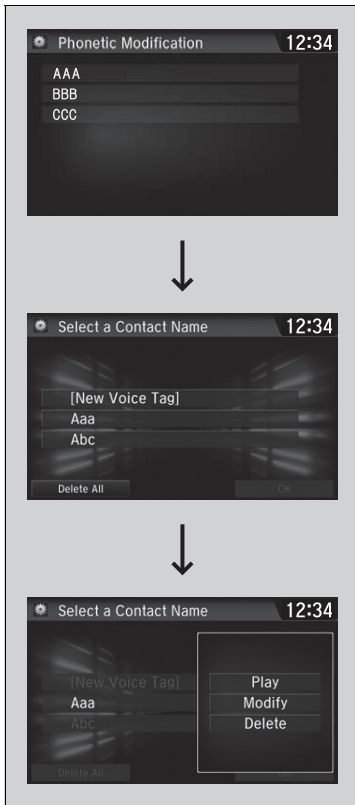 Phonetic Modification 12:34
AAA
BBB
CCC
Select a Contact Name 12:34
[New Voice Tag]
Aaa
Abc
Delete All OK
Select a Contact Name 12:34
[New Voice Tag] Play
Aaa Modify
Abc Delete
Delete All OK